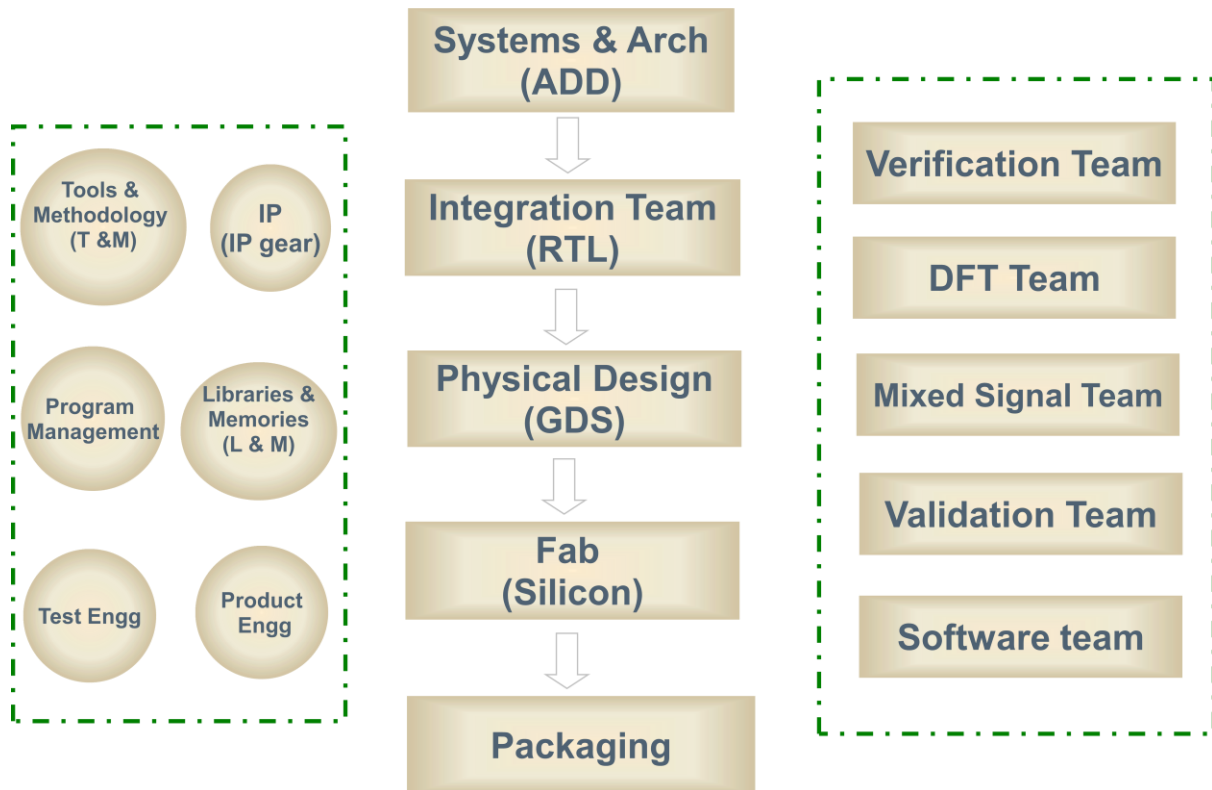 Systems & Arch
(ADD)
Integration Team
(RTL)
Physical Design
(GDS)
Fab
(Silicon)
Packaging
Tools &
Methodology
(T &M)
IP
(IP gear)
Program
Management
Libraries &
Memories
(L & M)
Test Engg
Product
Engg
Verification Team
DFT Team
Mixed Signal Team
Validation Team
Software team